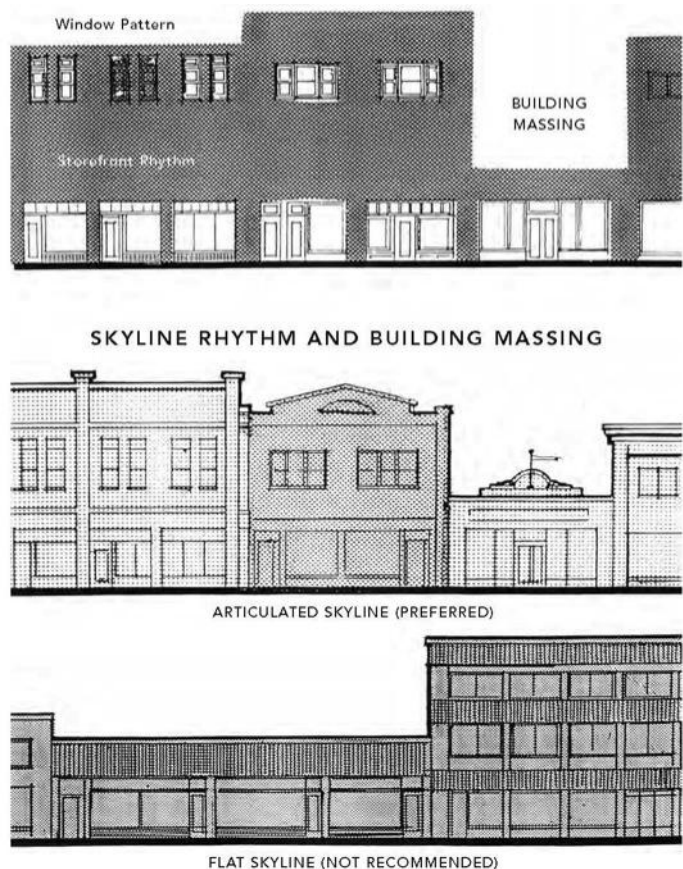 Window Pattern
BUILDING
MASSING
Storefront Rhythm
SKYLINE RHYTHM AND BUILDING MASSING
ARTICULATED SKYLINE (PREFERRED)
FLAT SKYLINE (NOT RECOMMENDED)